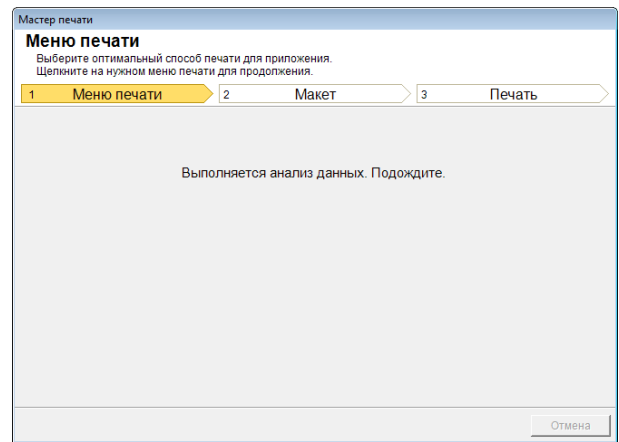 Мастер печати
Меню печати
Выберите оптимальный способ печати для приложения.
Щелкните на нужном меню печати для продолжения.
1 Меню печати 2 Макет 3 Печать
Выполняется анализ данных. Подождите.
Отмена